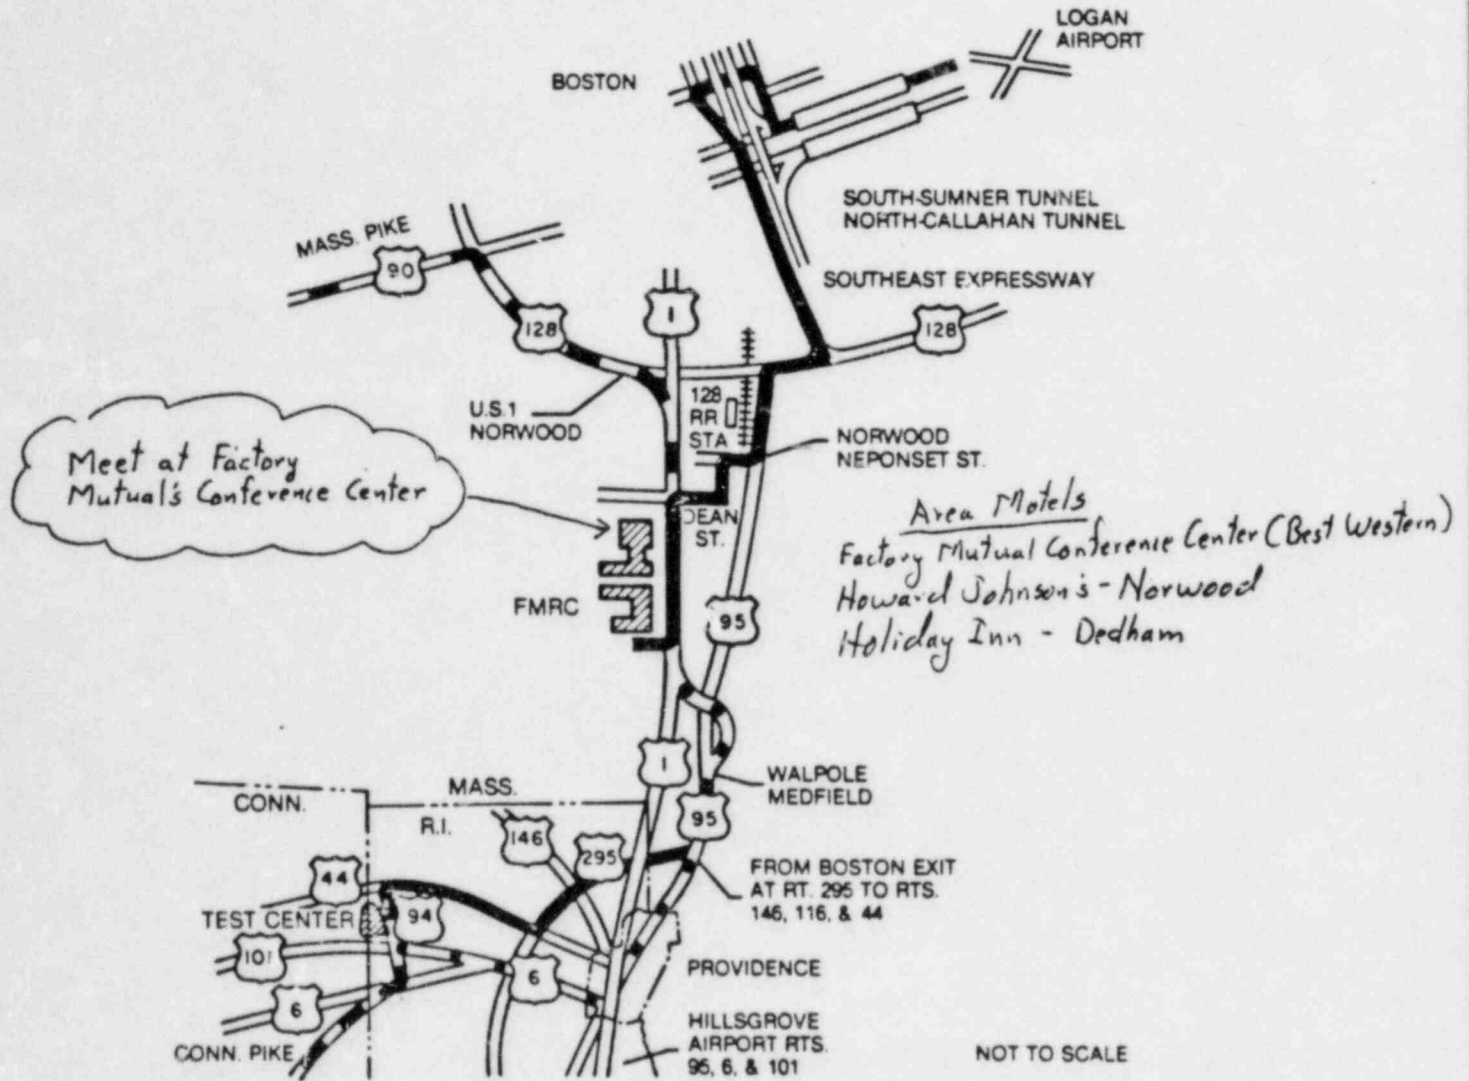 LOGAN
AIRPORT
BOSTON
SOUTH-SUMNER TUNNEL
NORTH-CALLAHAN TUNNEL
MASS. PIKE
90
SOUTHEAST EXPRESSWAY
128
1
128
U.S.1
NORWOOD
128
RR
STA
NORWOOD
NEPONSET ST.
Meet at Factory
Mutual's Conference Center
DEAN
ST.
Area Motels
Factory Mutual Conference Center (Best Western)
Howard Johnson's - Norwood
Holiday Inn - Dedham
FMRC
95
1
WALPOLE
MEDFIELD
CONN.
MASS.
R.I.
95
146
295
FROM BOSTON EXIT
AT RT. 295 TO RTS.
146, 116, & 44
44
TEST CENTER
94
101
6
6
PROVIDENCE
CONN. PIKE
HILLSGROVE
AIRPORT RTS.
95, 6, & 101
NOT TO SCALE